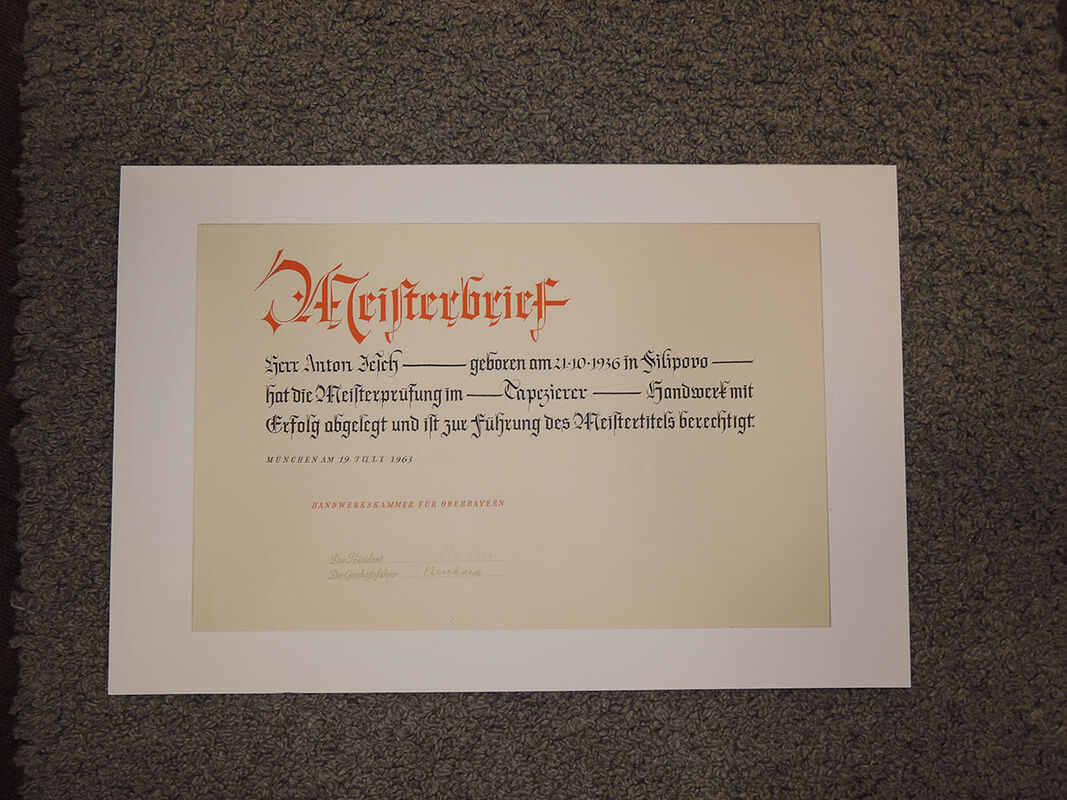 Meisterbrief
Herr Anton Jesch — geboren am 21·10·1936 in Filipovo —
hat die Meisterprüfung im — Tapezierer — Handwerk mit
Erfolg abgelegt und ist zur Führung des Meistertitels berechtigt.
MÜNCHEN AM 19. JULI 1963
HANDWERKSKAMMER FÜR OBERBAYERN
Der Präsident
Der Geschäftsführer